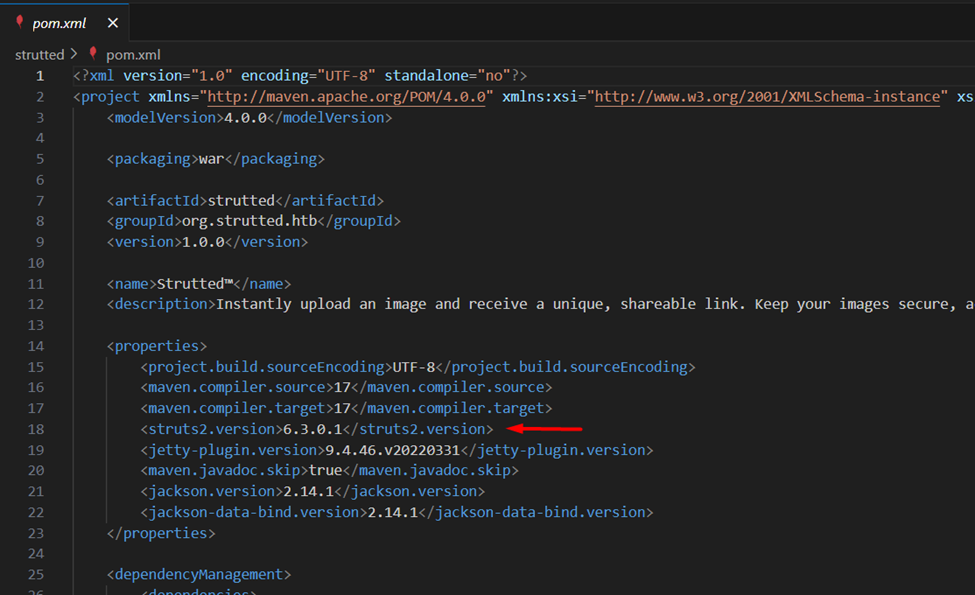 pom.xml
strutted > pom.xml
1 <?xml version="1.0" encoding="UTF-8" standalone="no"?>
2 <project xmlns="http://maven.apache.org/POM/4.0.0" xmlns:xsi="http://www.w3.org/2001/XMLSchema-instance" xs
3 <modelVersion>4.0.0</modelVersion>
4
5 <packaging>war</packaging>
6
7 <artifactId>strutted</artifactId>
8 <groupId>org.strutted.htb</groupId>
9 <version>1.0.0</version>
10
11 <name>Strutted™</name>
12 <description>Instantly upload an image and receive a unique, shareable link. Keep your images secure, a
13
14 <properties>
15 <project.build.sourceEncoding>UTF-8</project.build.sourceEncoding>
16 <maven.compiler.source>17</maven.compiler.source>
17 <maven.compiler.target>17</maven.compiler.target>
18 <struts2.version>6.3.0.1</struts2.version>
19 <jetty-plugin.version>9.4.46.v20220331</jetty-plugin.version>
20 <maven.javadoc.skip>true</maven.javadoc.skip>
21 <jackson.version>2.14.1</jackson.version>
22 <jackson-data-bind.version>2.14.1</jackson-data-bind.version>
23 </properties>
24
25 <dependencyManagement>
26 <dependencies>